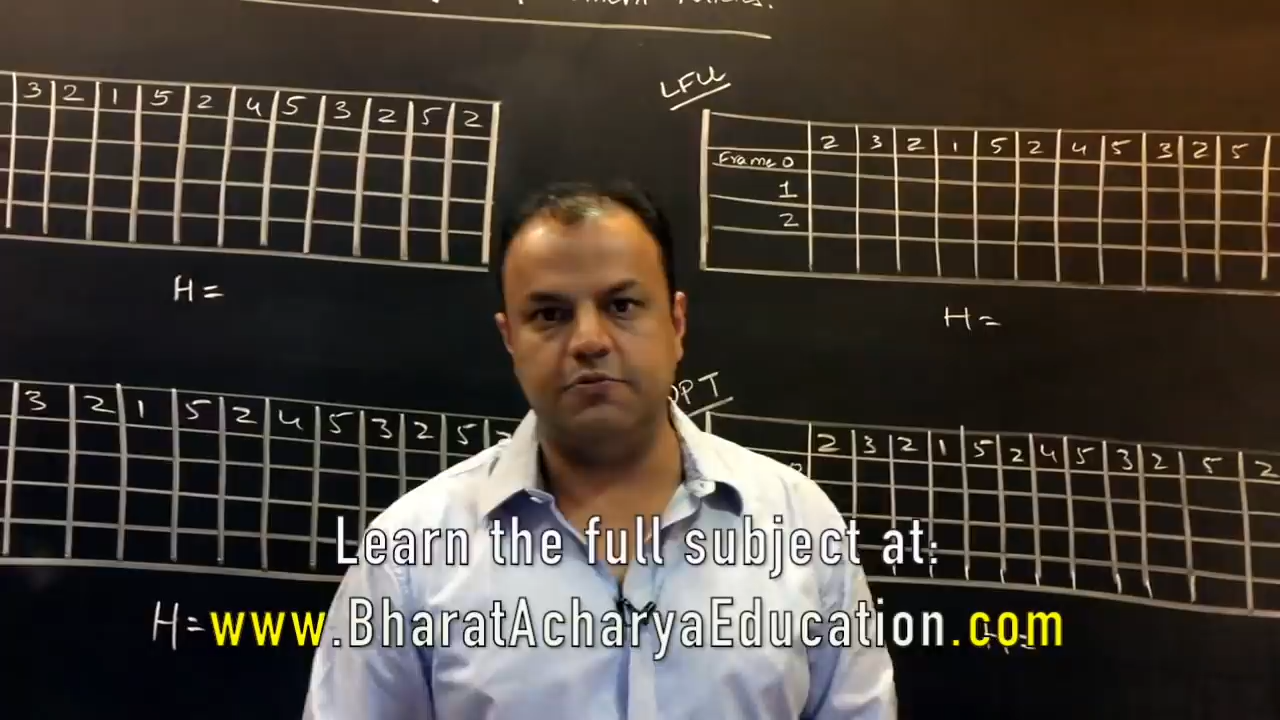 3 2 1 5 2 4 5 3 2 5 2
H =
LFU
2 3 2 1 5 2 4 5 3 2 5
Frame 0
1
2
H =
3 2 1 5 2 4 5 3 2 5
H =
OPT
2 3 2 1 5 2 4 5 3 2 5 2
Learn the full subject at:
www.BharatAcharyaEducation.com